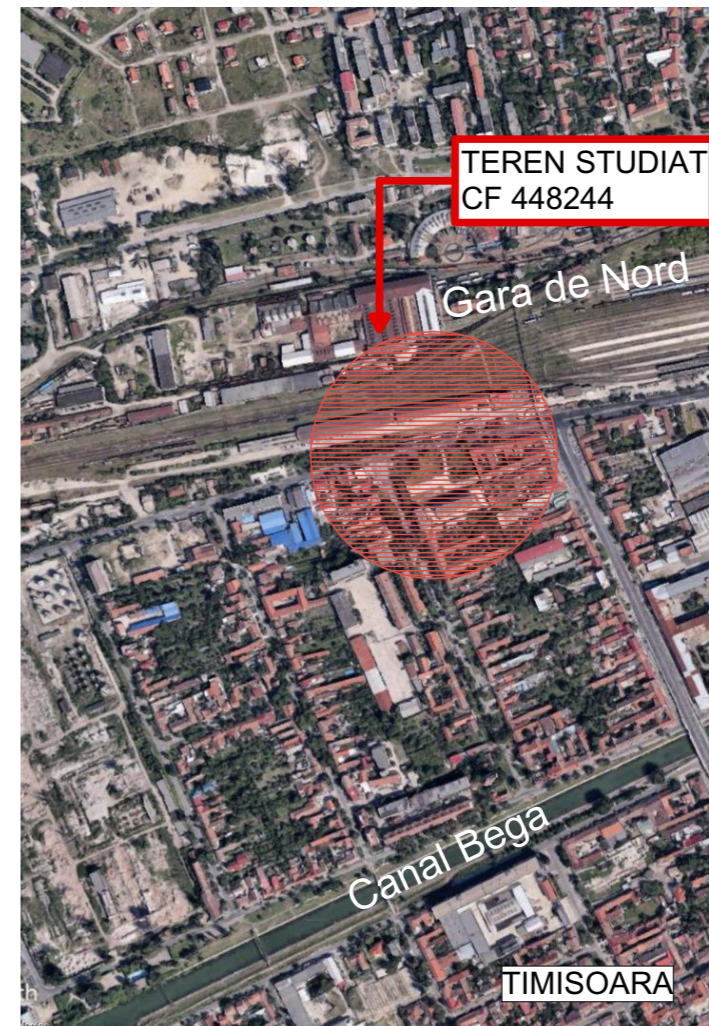 TEREN STUDIAT
CF 448244
Gara de Nord
Canal Bega
TIMISOARA